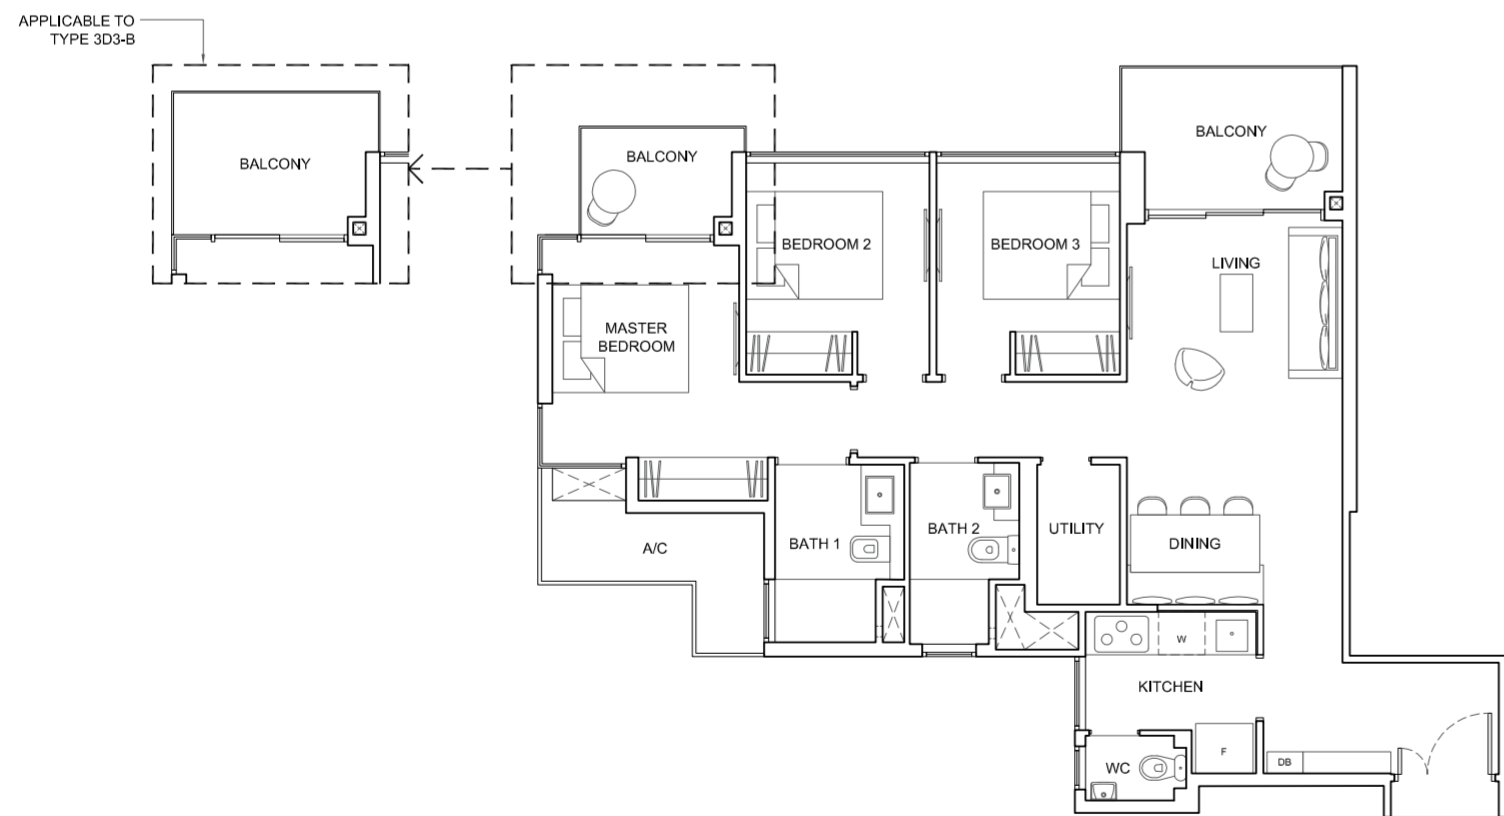 APPLICABLE TO
TYPE 3D3-B
BALCONY
BALCONY
BALCONY
BEDROOM 2
BEDROOM 3
LIVING
MASTER
BEDROOM
A/C
BATH 1
BATH 2
UTILITY
DINING
W
KITCHEN
F
WC
DB